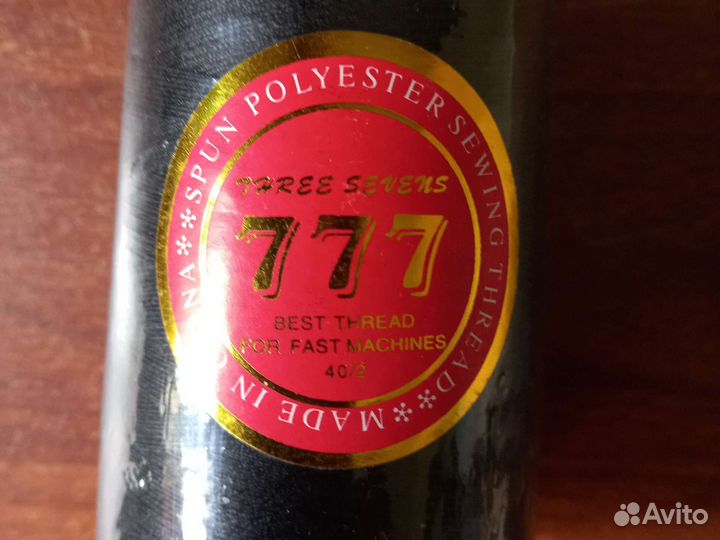 SPUN POLYESTER SEWING THREAD
MADE IN CHINA
THREE SEVENS
777
BEST THREAD
FOR FAST MACHINES
40/2
Avito